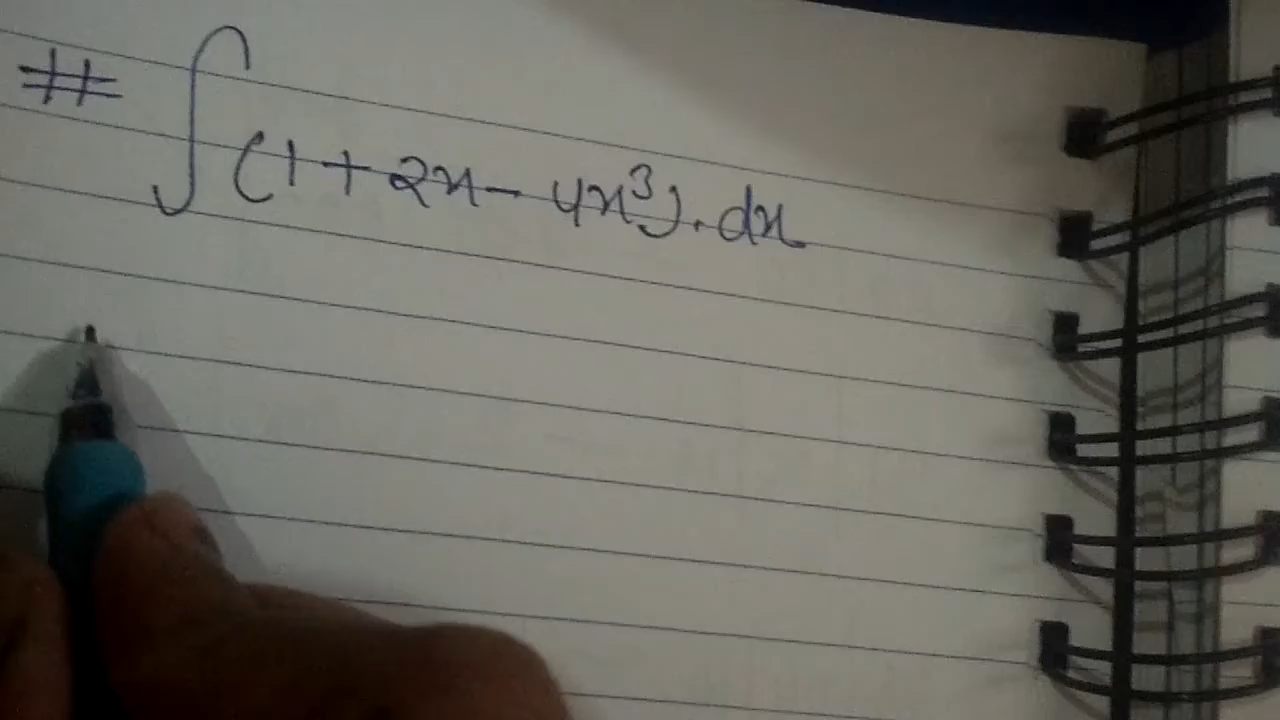 # ∫(1 + 2x - 4x³).dx